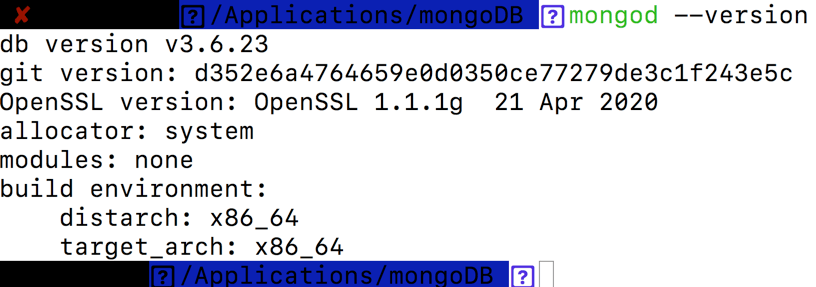 ✘ /Applications/mongoDB mongod --version
db version v3.6.23
git version: d352e6a4764659e0d0350ce77279de3c1f243e5c
OpenSSL version: OpenSSL 1.1.1g  21 Apr 2020
allocator: system
modules: none
build environment:
    distarch: x86_64
    target_arch: x86_64
/Applications/mongoDB